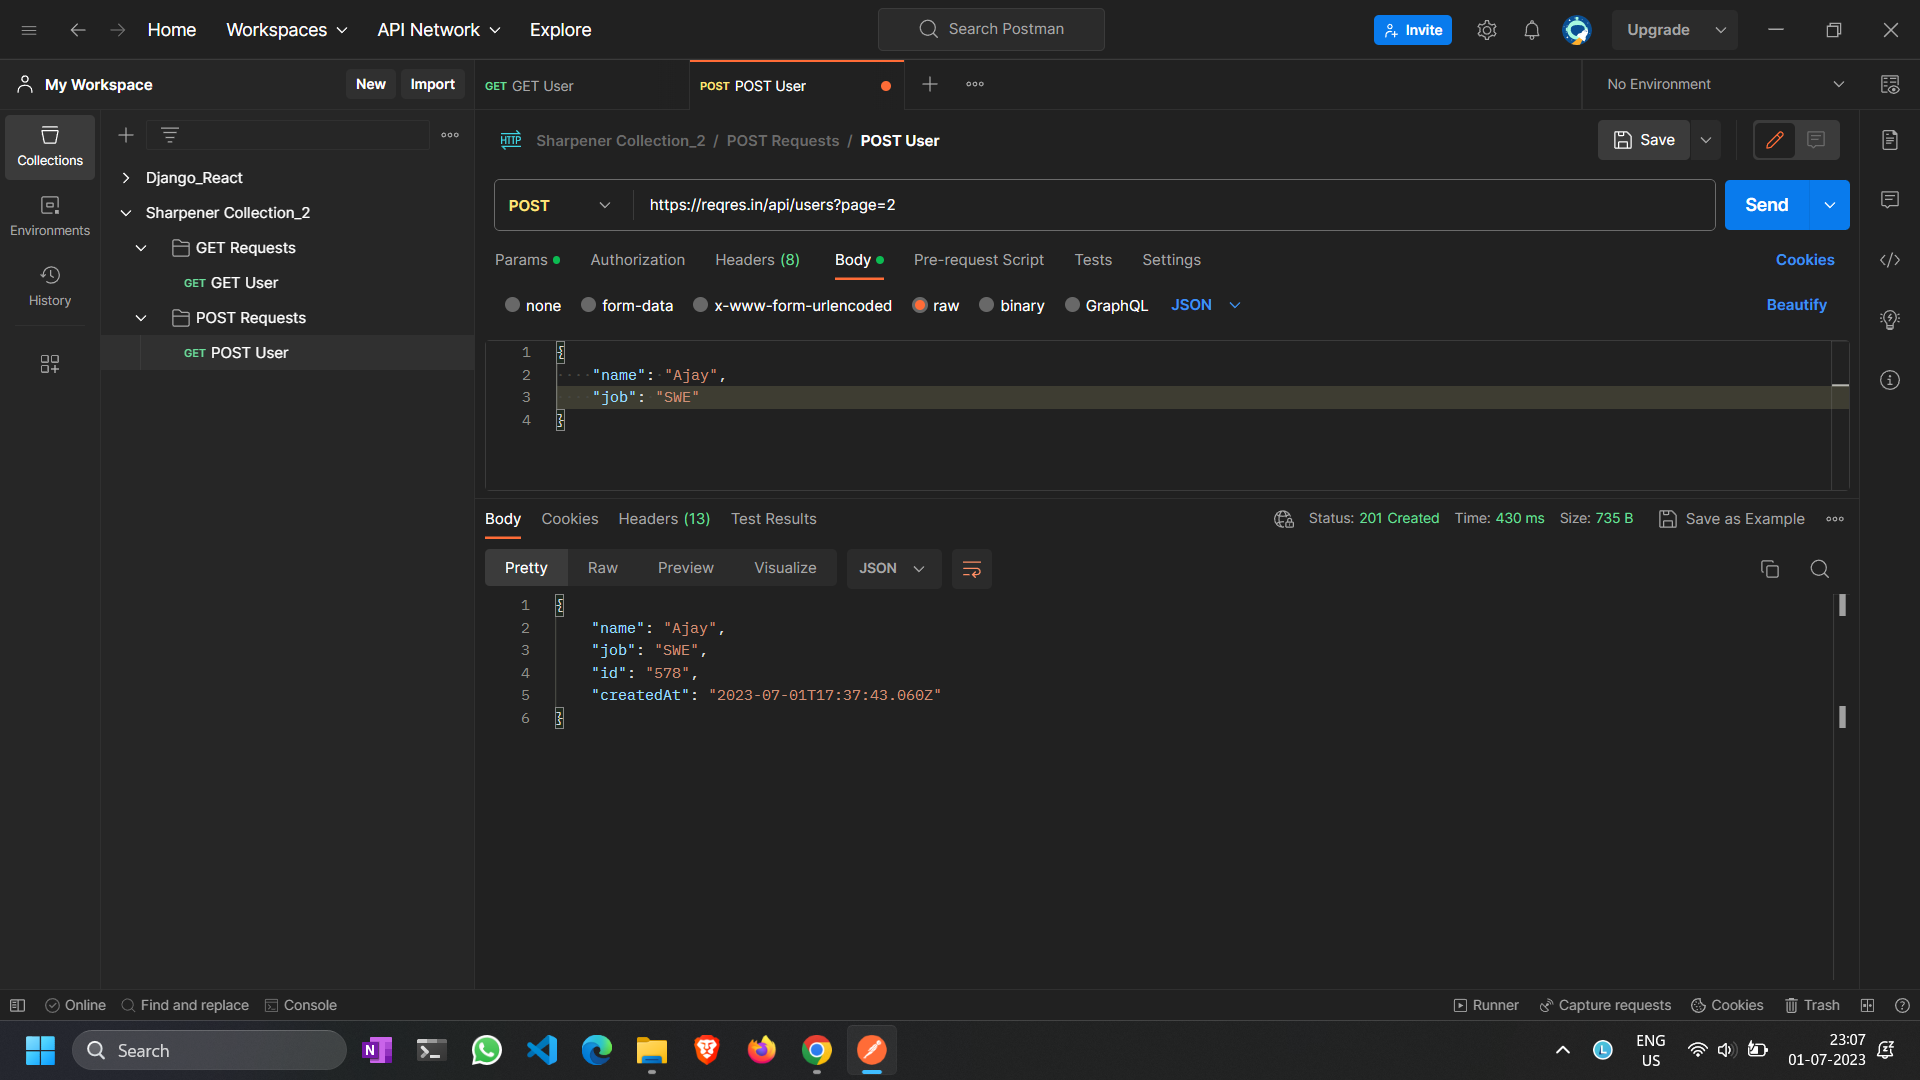 Home Workspaces API Network Explore Search Postman Invite Upgrade
My Workspace New Import GET GET User POST POST User No Environment
Collections
Environments
History
Django_React
Sharpener Collection_2
GET Requests
GET GET User
POST Requests
GET POST User
HTTP Sharpener Collection_2 / POST Requests / POST User Save
POST https://reqres.in/api/users?page=2 Send
Params Authorization Headers (8) Body Pre-request Script Tests Settings Cookies
none form-data x-www-form-urlencoded raw binary GraphQL JSON Beautify
1 {
2 "name": "Ajay",
3 "job": "SWE"
4 }
Body Cookies Headers (13) Test Results Status: 201 Created Time: 430 ms Size: 735 B Save as Example
Pretty Raw Preview Visualize JSON
1 {
2 "name": "Ajay",
3 "job": "SWE",
4 "id": "578",
5 "createdAt": "2023-07-01T17:37:43.060Z"
6 }
Online Find and replace Console Runner Capture requests Cookies Trash
Search N L ENG
US
23:07
01-07-2023